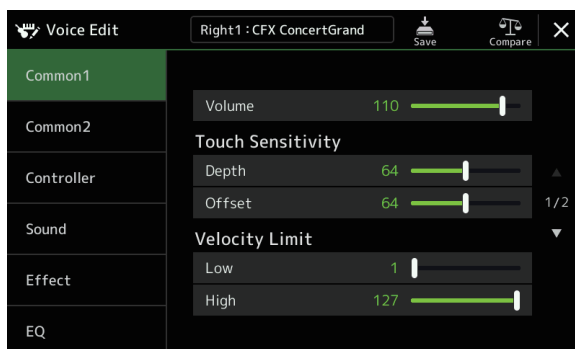 Voice Edit
Right1 : CFX ConcertGrand
Save
Compare
Common1
Common2
Controller
Sound
Effect
EQ
Volume 110
Touch Sensitivity
Depth 64
Offset 64
1/2
Velocity Limit
Low 1
High 127